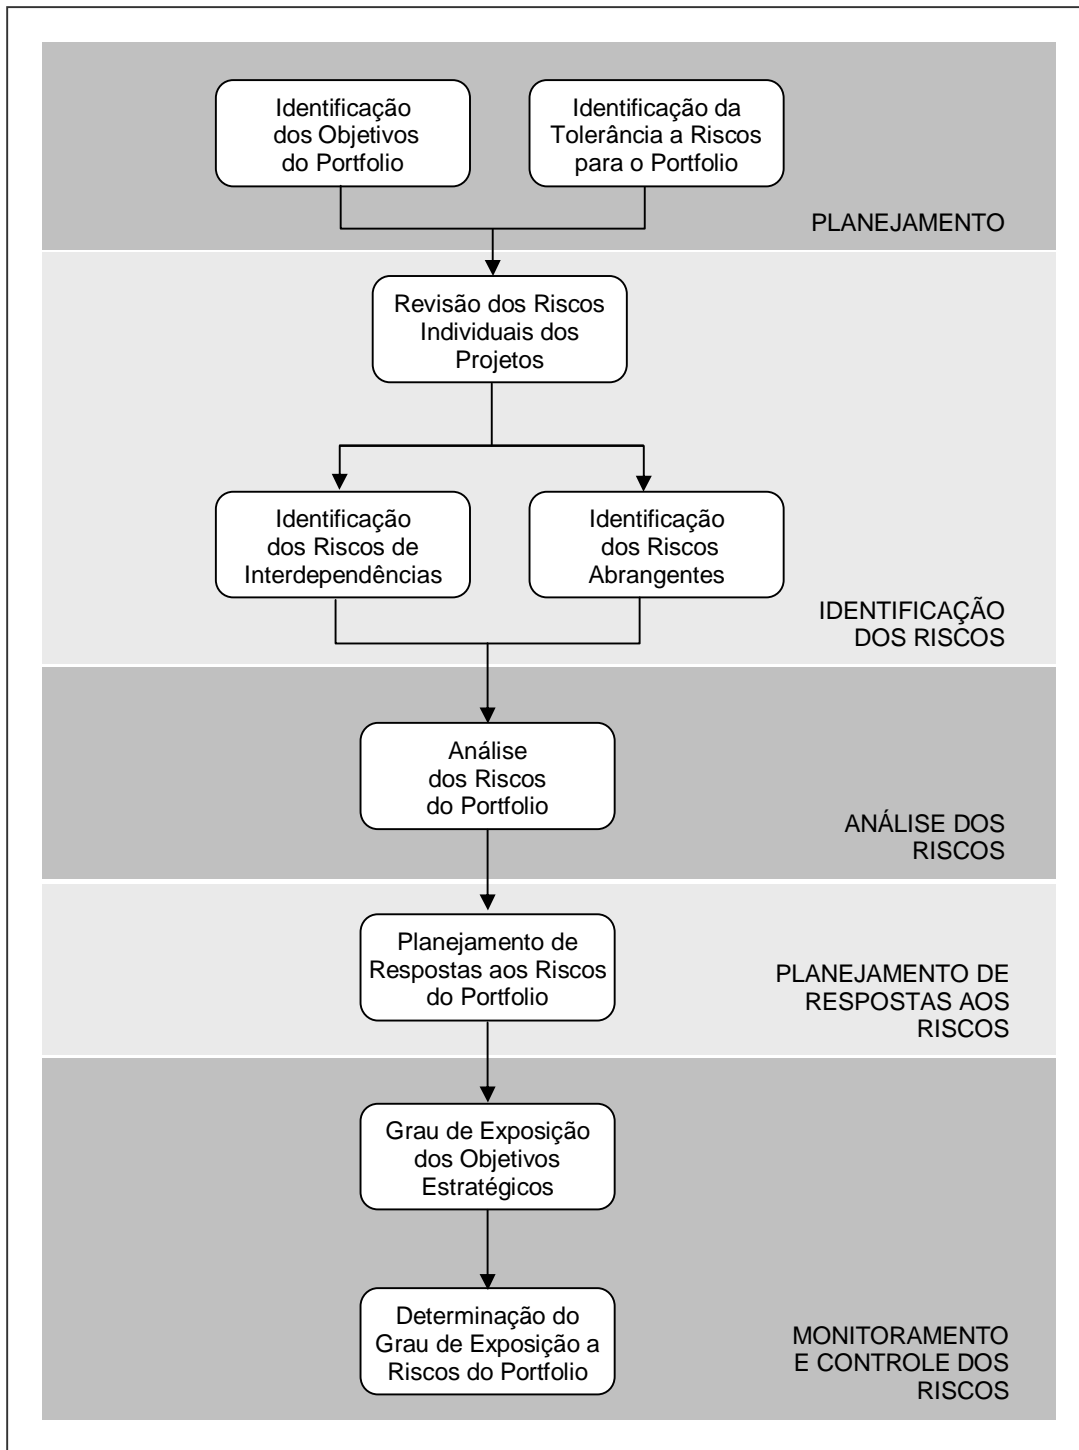 Identificação
dos Objetivos
do Portfolio
Identificação da
Tolerância a Riscos
para o Portfolio
PLANEJAMENTO
Revisão dos Riscos
Individuais dos
Projetos
Identificação
dos Riscos de
Interdependências
Identificação
dos Riscos
Abrangentes
IDENTIFICAÇÃO
DOS RISCOS
Análise
dos Riscos
do Portfolio
ANÁLISE DOS
RISCOS
Planejamento de
Respostas aos Riscos
do Portfolio
PLANEJAMENTO DE
RESPOSTAS AOS
RISCOS
Grau de Exposição
dos Objetivos
Estratégicos
Determinação do
Grau de Exposição a
Riscos do Portfolio
MONITORAMENTO
E CONTROLE DOS
RISCOS